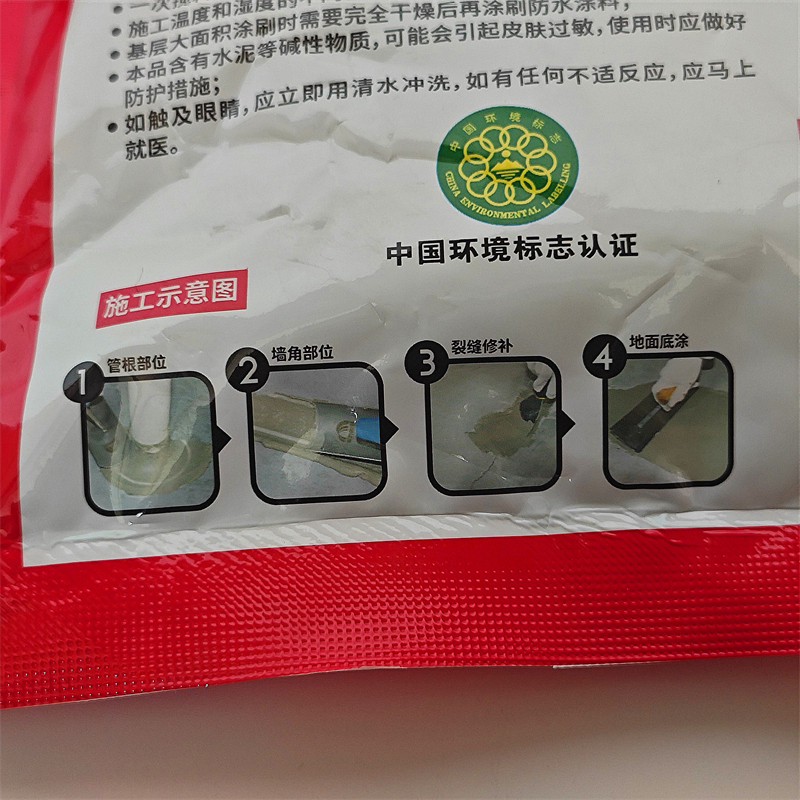 施工温度和湿度的不同
基层大面积涂刷时需要完全干燥后再涂刷防水涂料；
本品含有水泥等碱性物质，可能会引起皮肤过敏，使用时应做好
防护措施；
如触及眼睛，应立即用清水冲洗，如有任何不适反应，应马上
就医。
中国环境标志
CHINA ENVIRONMENTAL LABELLING
中国环境标志认证
施工示意图
1 管根部位
2 墙角部位
3 裂缝修补
4 地面底涂